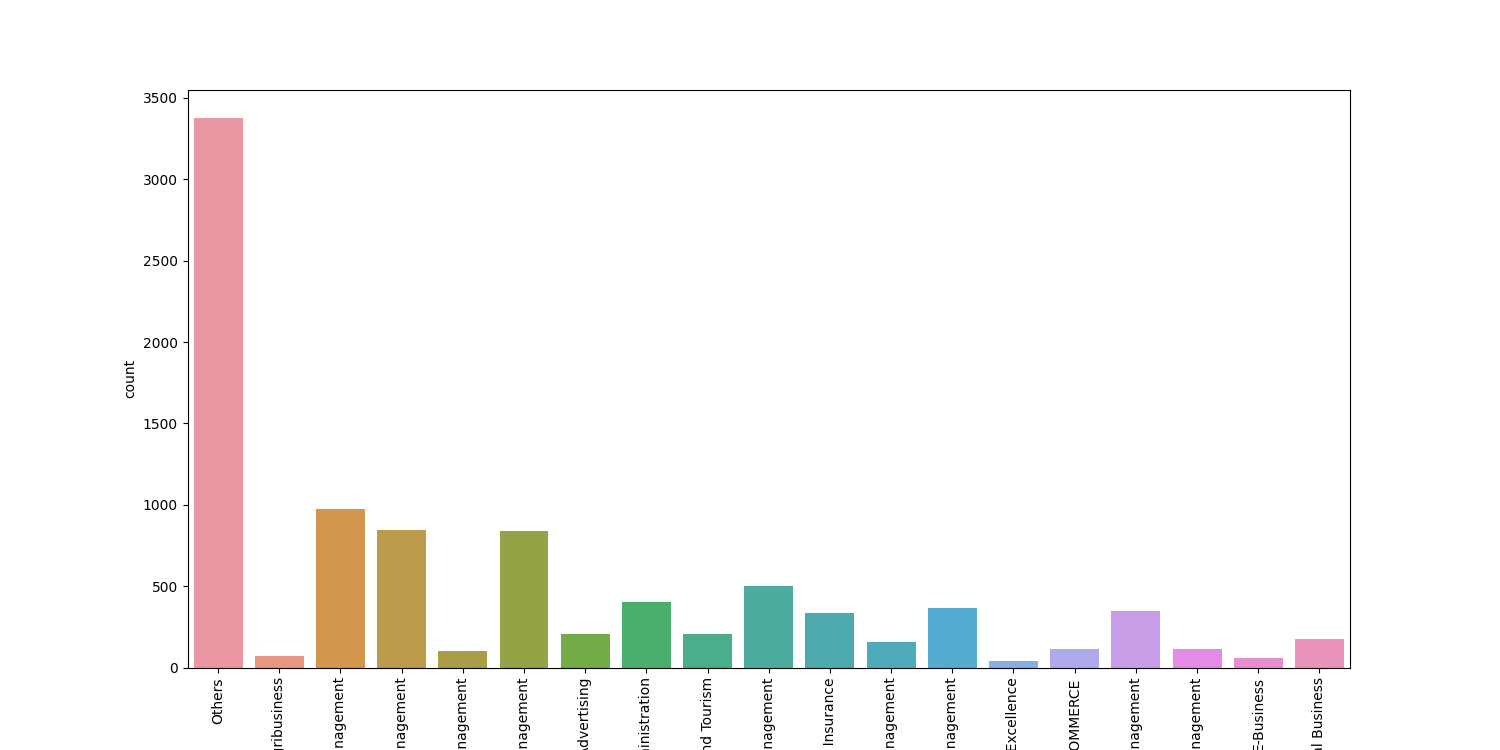 3500
3000
2500
2000
1500
1000
500
0
count
Others
gribusiness
nagement
nagement
nagement
nagement
dvertising
inistration
nd Tourism
nagement
Insurance
nagement
nagement
Excellence
OMMERCE
nagement
nagement
E-Business
al Business